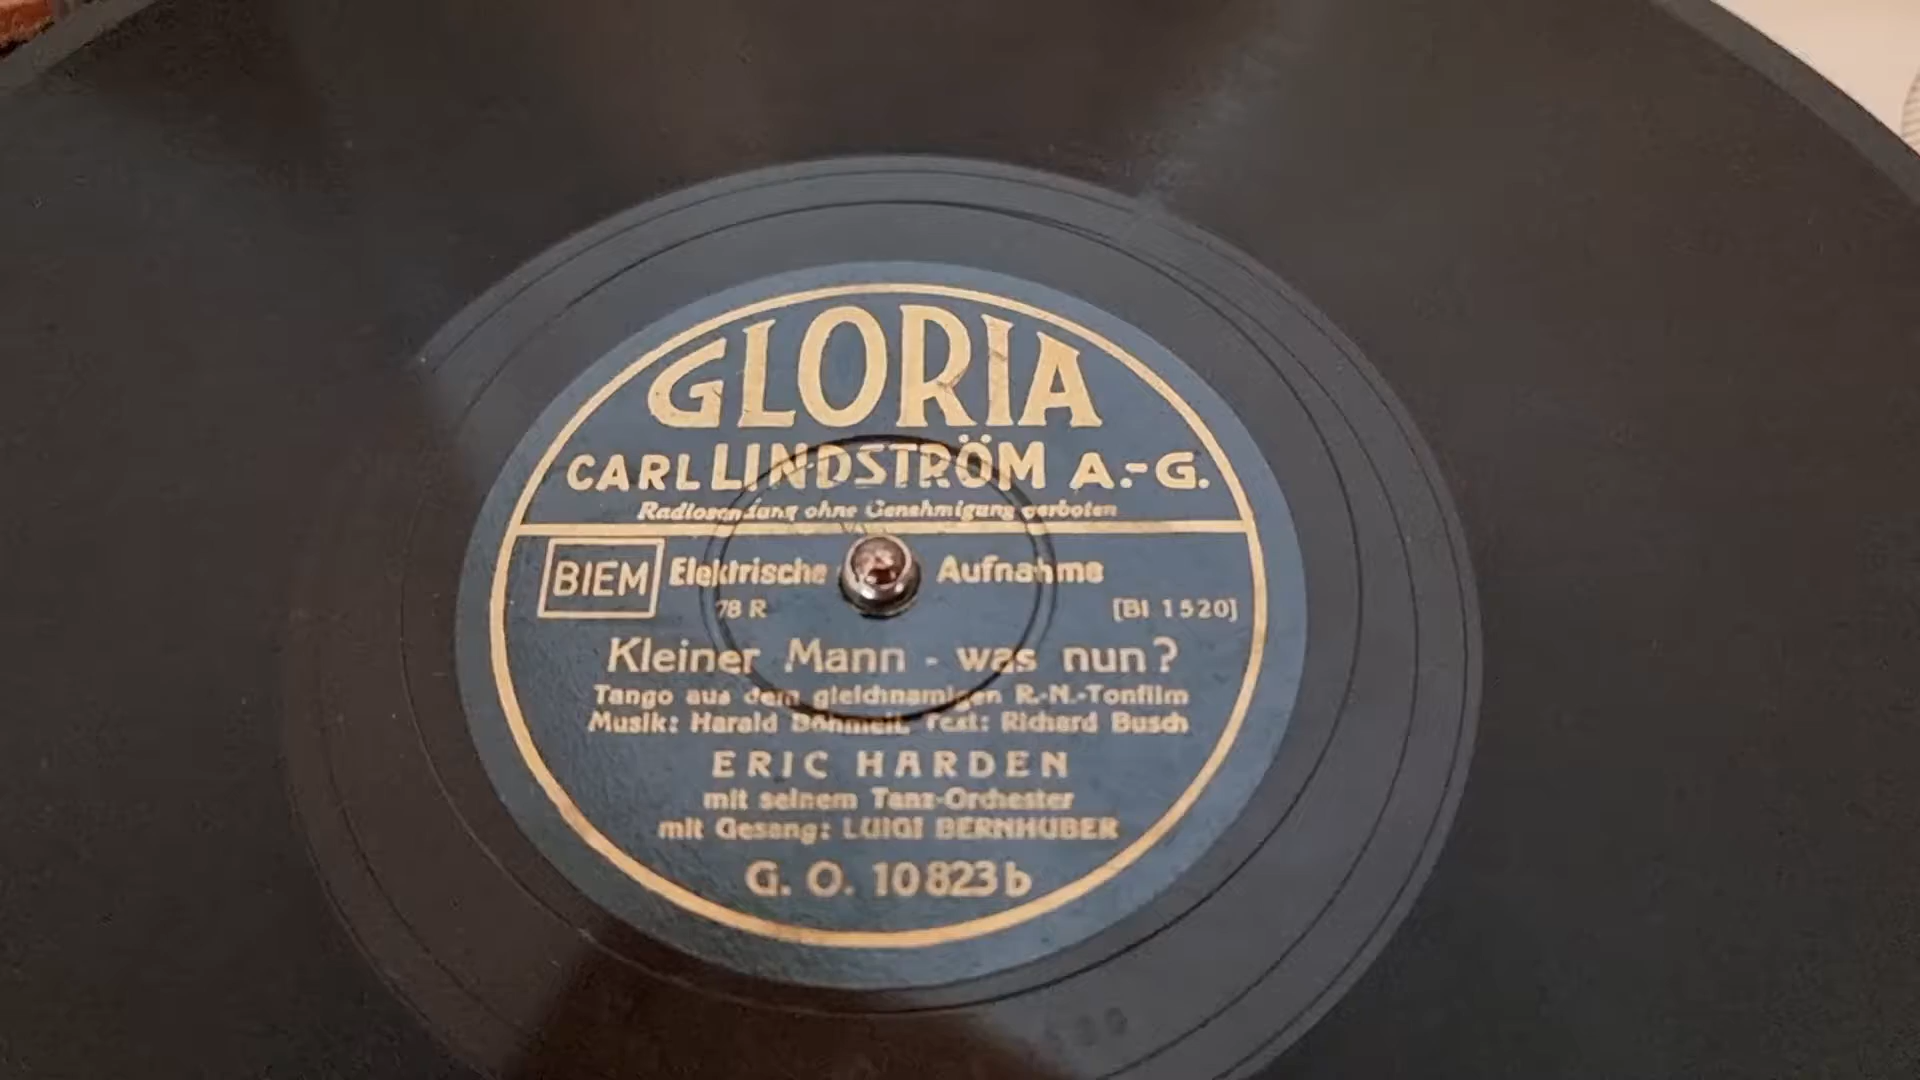 GLORIA
CARL LINDSTRÖM A.-G.
Radiosendung ohne Genehmigung verboten
BIEM Elektrische Aufnahme
78 R [BI 1520]
Kleiner Mann - was nun?
Tango aus dem gleichnamigen R.-N.-Tonfilm
Musik: Harald Böhmelt, Text: Richard Busch
ERIC HARDEN
mit seinem Tanz-Orchester
mit Gesang: LUIGI BERNHUBER
G. O. 10823 b